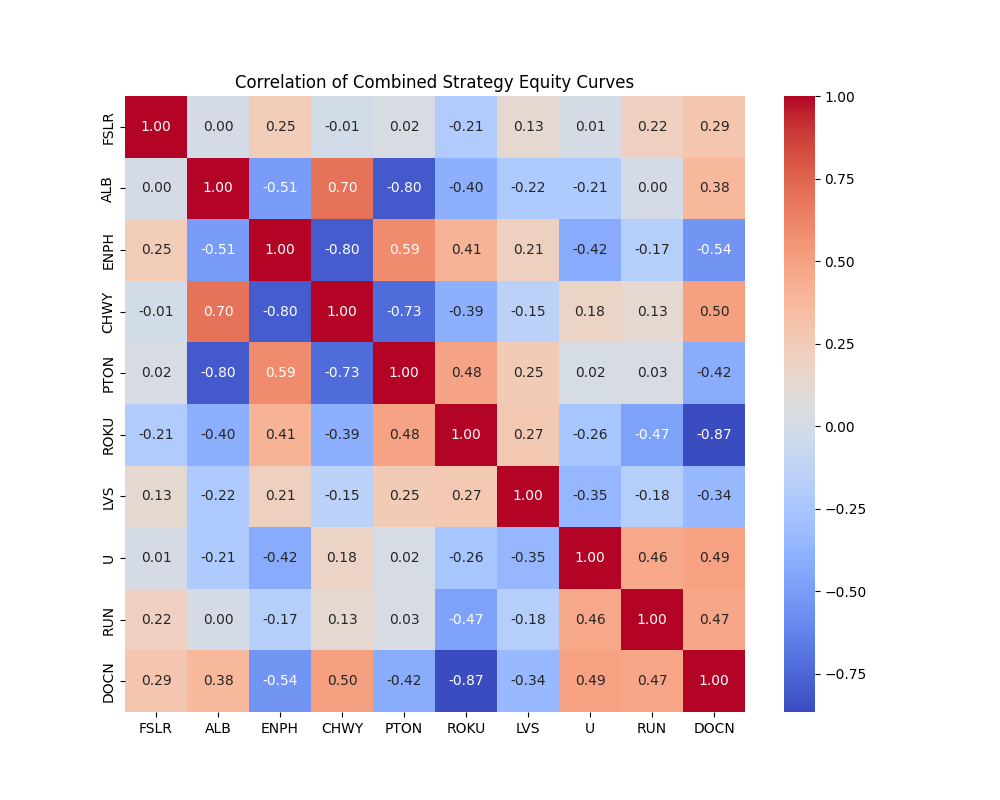 Correlation of Combined Strategy Equity Curves
FSLR 1.00 0.00 0.25 -0.01 0.02 -0.21 0.13 0.01 0.22 0.29
ALB 0.00 1.00 -0.51 0.70 -0.80 -0.40 -0.22 -0.21 0.00 0.38
ENPH 0.25 -0.51 1.00 -0.80 0.59 0.41 0.21 -0.42 -0.17 -0.54
CHWY -0.01 0.70 -0.80 1.00 -0.73 -0.39 -0.15 0.18 0.13 0.50
PTON 0.02 -0.80 0.59 -0.73 1.00 0.48 0.25 0.02 0.03 -0.42
ROKU -0.21 -0.40 0.41 -0.39 0.48 1.00 0.27 -0.26 -0.47 -0.87
LVS 0.13 -0.22 0.21 -0.15 0.25 0.27 1.00 -0.35 -0.18 -0.34
U 0.01 -0.21 -0.42 0.18 0.02 -0.26 -0.35 1.00 0.46 0.49
RUN 0.22 0.00 -0.17 0.13 0.03 -0.47 -0.18 0.46 1.00 0.47
DOCN 0.29 0.38 -0.54 0.50 -0.42 -0.87 -0.34 0.49 0.47 1.00
FSLR ALB ENPH CHWY PTON ROKU LVS U RUN DOCN
1.00
0.75
0.50
0.25
0.00
−0.25
−0.50
−0.75